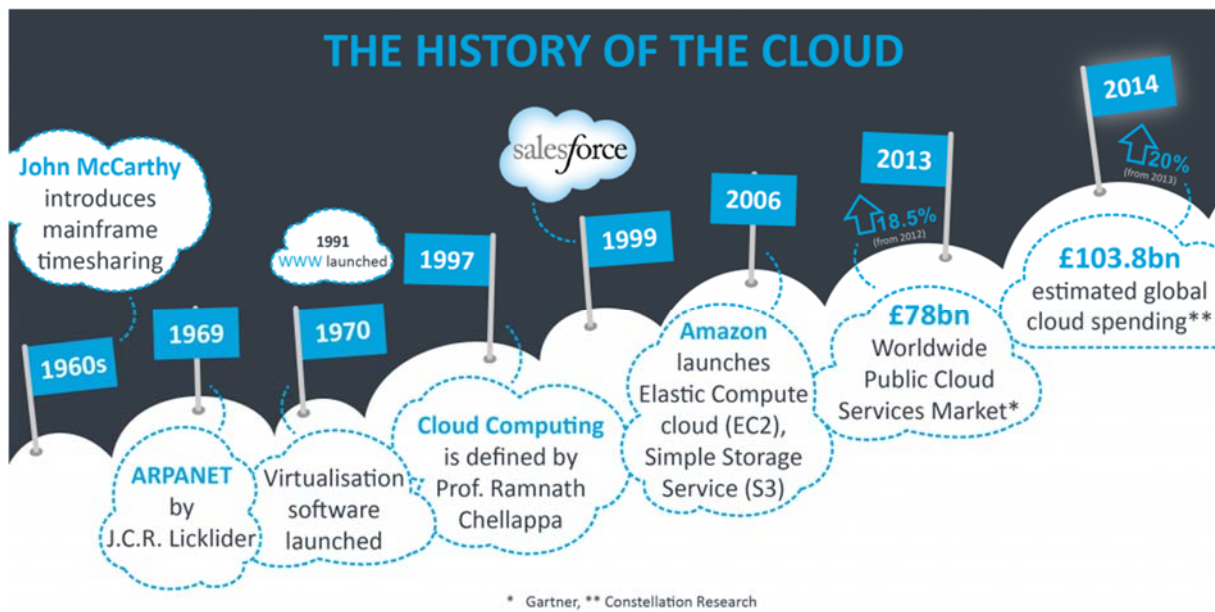 THE HISTORY OF THE CLOUD
John McCarthy
introduces
mainframe
timesharing
1960s
1969
ARPANET
by
J.C.R. Licklider
1970
Virtualisation
software
launched
1991
WWW launched
1997
Cloud Computing
is defined by
Prof. Ramnath
Chellappa
salesforce
1999
2006
Amazon
launches
Elastic Compute
cloud (EC2),
Simple Storage
Service (S3)
2013
18.5%
(from 2012)
£78bn
Worldwide
Public Cloud
Services Market*
2014
20%
(from 2013)
£103.8bn
estimated global
cloud spending**
* Gartner, ** Constellation Research